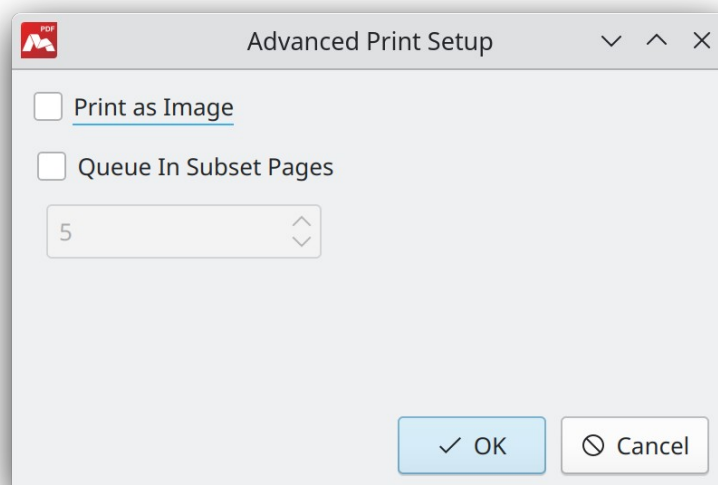 PDF
Advanced Print Setup
Print as Image
Queue In Subset Pages
5
OK
Cancel